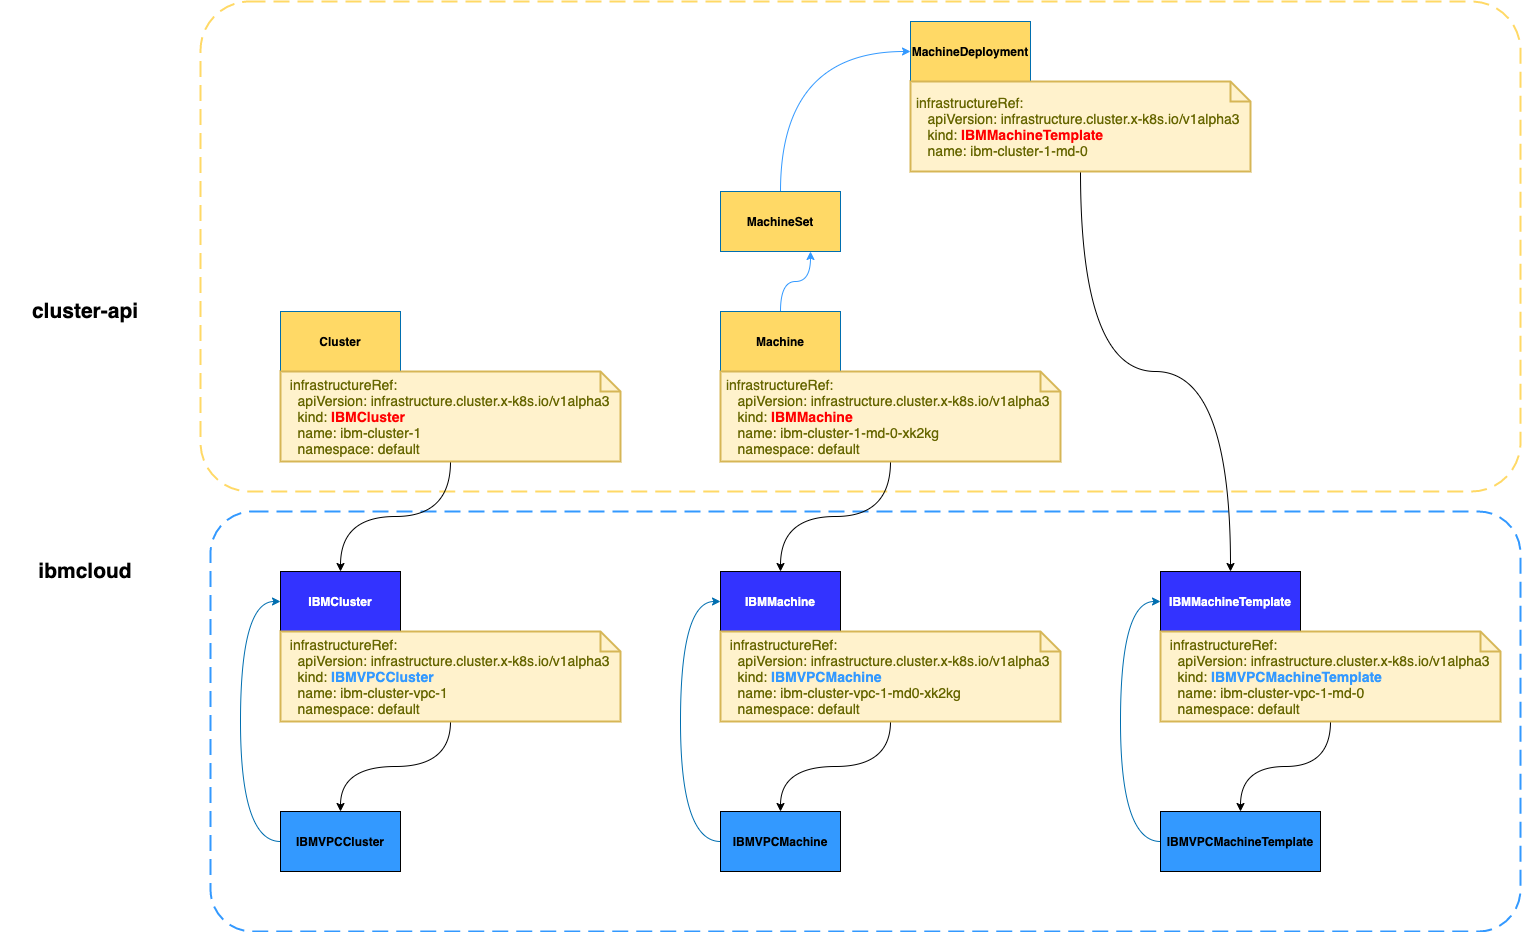 MachineDeployment
infrastructureRef:
apiVersion: infrastructure.cluster.x-k8s.io/v1alpha3
kind: IBMMachineTemplate
name: ibm-cluster-1-md-0
MachineSet
cluster-api
Cluster
infrastructureRef:
apiVersion: infrastructure.cluster.x-k8s.io/v1alpha3
kind: IBMCluster
name: ibm-cluster-1
namespace: default
Machine
infrastructureRef:
apiVersion: infrastructure.cluster.x-k8s.io/v1alpha3
kind: IBMMachine
name: ibm-cluster-1-md-0-xk2kg
namespace: default
ibmcloud
IBMCluster
infrastructureRef:
apiVersion: infrastructure.cluster.x-k8s.io/v1alpha3
kind: IBMVPCCluster
name: ibm-cluster-vpc-1
namespace: default
IBMVPCCluster
IBMMachine
infrastructureRef:
apiVersion: infrastructure.cluster.x-k8s.io/v1alpha3
kind: IBMVPCMachine
name: ibm-cluster-vpc-1-md0-xk2kg
namespace: default
IBMVPCMachine
IBMMachineTemplate
infrastructureRef:
apiVersion: infrastructure.cluster.x-k8s.io/v1alpha3
kind: IBMVPCMachineTemplate
name: ibm-cluster-vpc-1-md-0
namespace: default
IBMVPCMachineTemplate